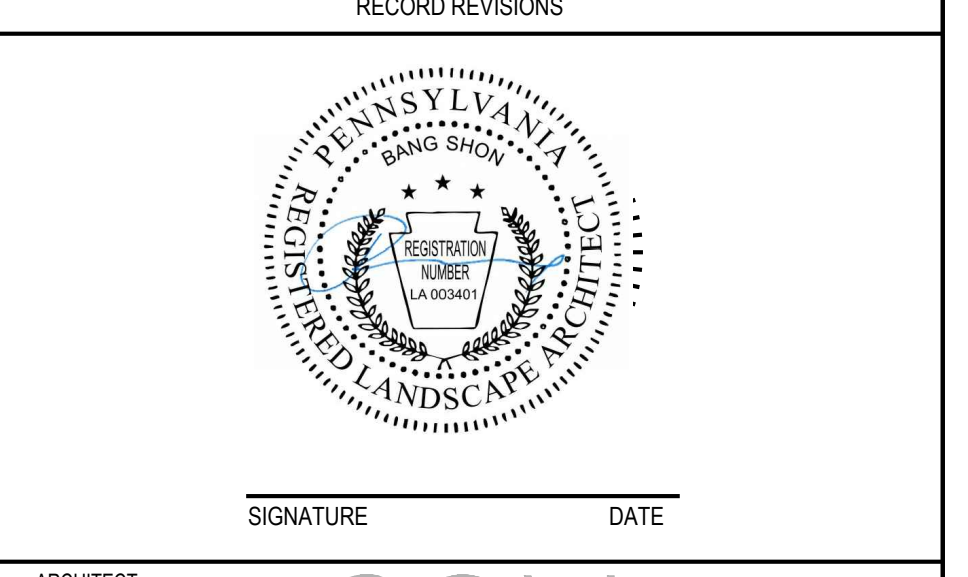 RECORD REVISIONS
PENNSYLVANIA
BANG SHON
REGISTRATION
NUMBER
LA 003401
REGISTERED LANDSCAPE ARCHITECT
SIGNATURE DATE
ARCHITECT